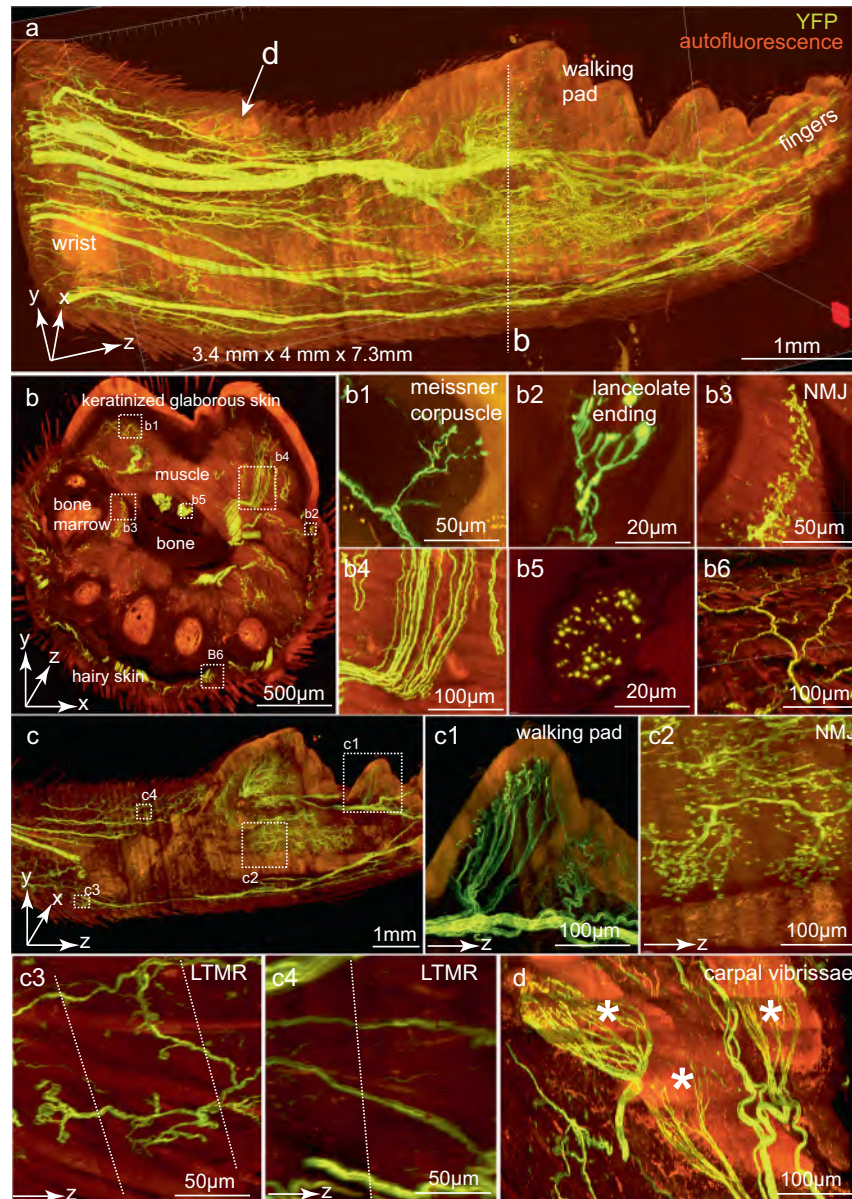 a
YFP
autofluorescence
d
walking
pad
fingers
wrist
y x
z
b
3.4 mm x 4 mm x 7.3mm
1mm
b
keratinized glaborous skin
b1
muscle
b4
bone
marrow
b5
b3
b2
bone
y
z
x
hairy skin
B6
500µm
b1
meissner
corpuscle
50µm
b2
lanceolate
ending
20µm
b3
NMJ
50µm
b4
100µm
b5
20µm
b6
100µm
c
c1
c4
c2
c3
y
x
z
1mm
c1
walking pad
z
100µm
c2
NMJ
z
100µm
c3
LTMR
z
50µm
c4
LTMR
z
50µm
d
carpal vibrissae
*
*
*
100µm